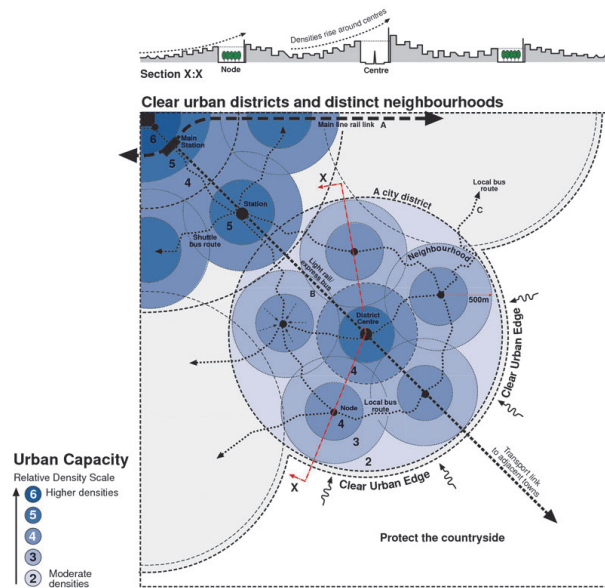 Densities rise around centres
Section X:X
Node
Centre
Clear urban districts and distinct neighbourhoods
Main line rail link
A
6
Main
Station
5
4
Station
5
Shuttle
bus route
X
A city district
Local bus
route
C
Neighbourhood
Light rail/
express bus
B
500m
District
Centre
4
Clear Urban Edge
Node
4
Local bus
route
3
2
X
Clear Urban Edge
Transport link
to adjacent towns
Protect the countryside
Urban Capacity
Relative Density Scale
6 Higher densities
5
4
3
2 Moderate
densities